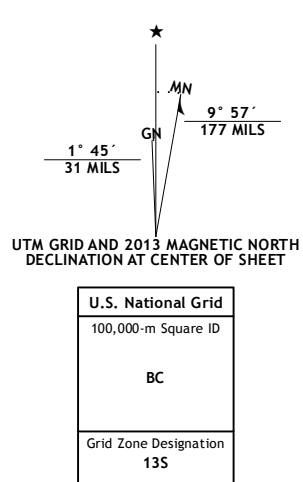 MN
GN
9° 57´
177 MILS
1° 45´
31 MILS
UTM GRID AND 2013 MAGNETIC NORTH
DECLINATION AT CENTER OF SHEET
U.S. National Grid
100,000-m Square ID
BC
Grid Zone Designation
13S